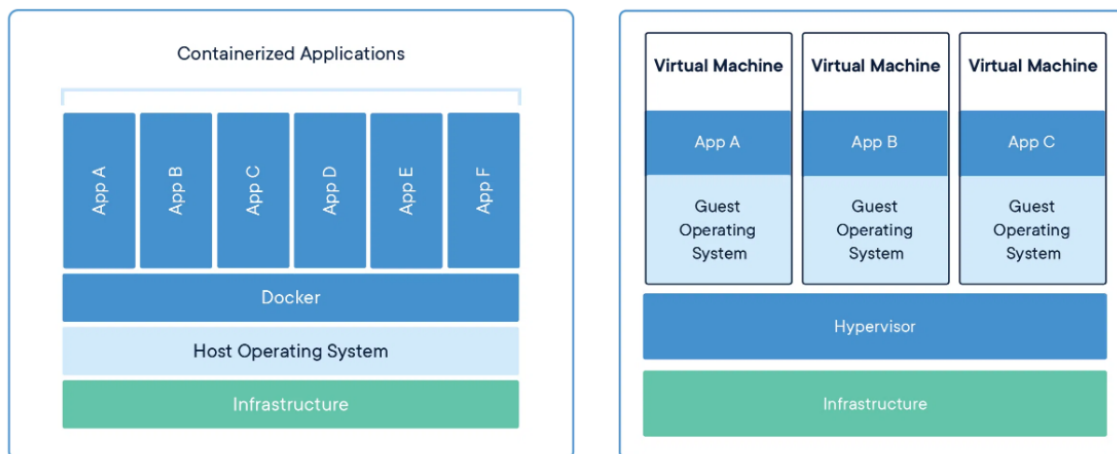 Containerized Applications
App A
App B
App C
App D
App E
App F
Docker
Host Operating System
Infrastructure
Virtual Machine
App A
Guest
Operating
System
Virtual Machine
App B
Guest
Operating
System
Virtual Machine
App C
Guest
Operating
System
Hypervisor
Infrastructure